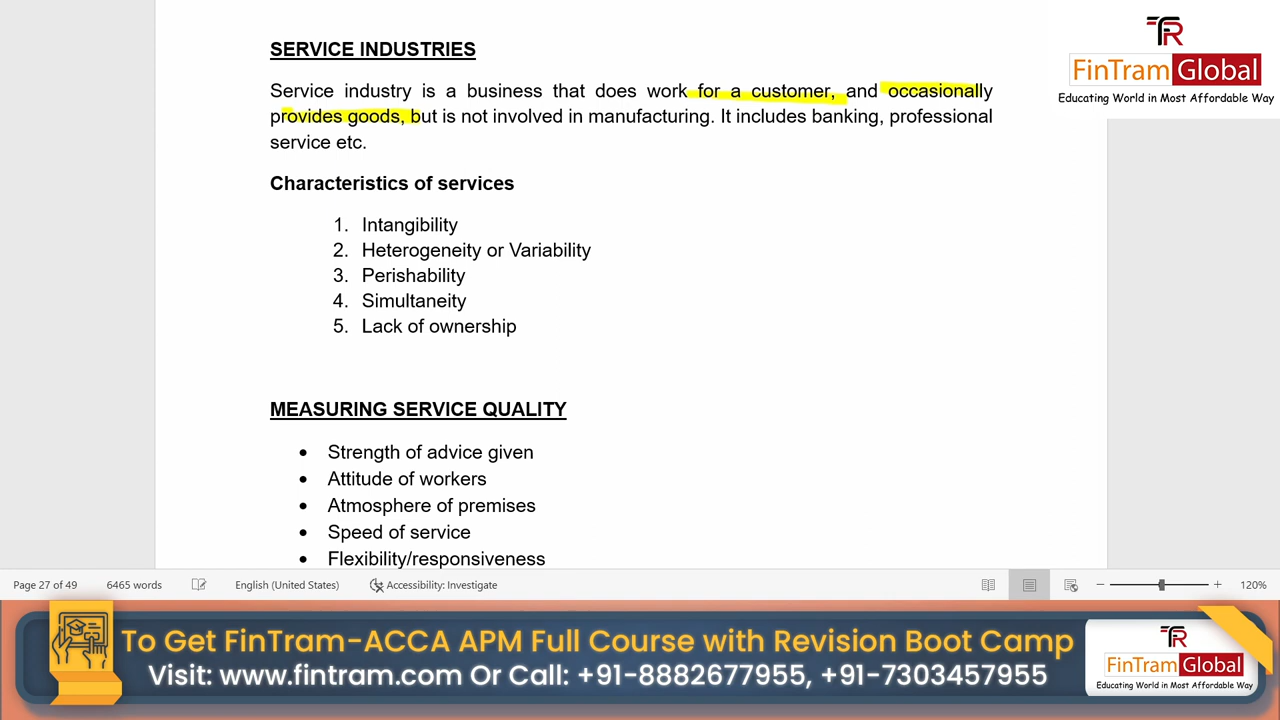 SERVICE INDUSTRIES
Service industry is a business that does work for a customer, and occasionally
provides goods, but is not involved in manufacturing. It includes banking, professional
service etc.
Characteristics of services
1. Intangibility
2. Heterogeneity or Variability
3. Perishability
4. Simultaneity
5. Lack of ownership
MEASURING SERVICE QUALITY
• Strength of advice given
• Attitude of workers
• Atmosphere of premises
• Speed of service
• Flexibility/responsiveness
FinTram Global
Educating World in Most Affordable Way
Page 27 of 49 6465 words English (United States) Accessibility: Investigate 120%
To Get FinTram-ACCA APM Full Course with Revision Boot Camp
Visit: www.fintram.com Or Call: +91-8882677955, +91-7303457955
FinTram Global
Educating World in Most Affordable Way